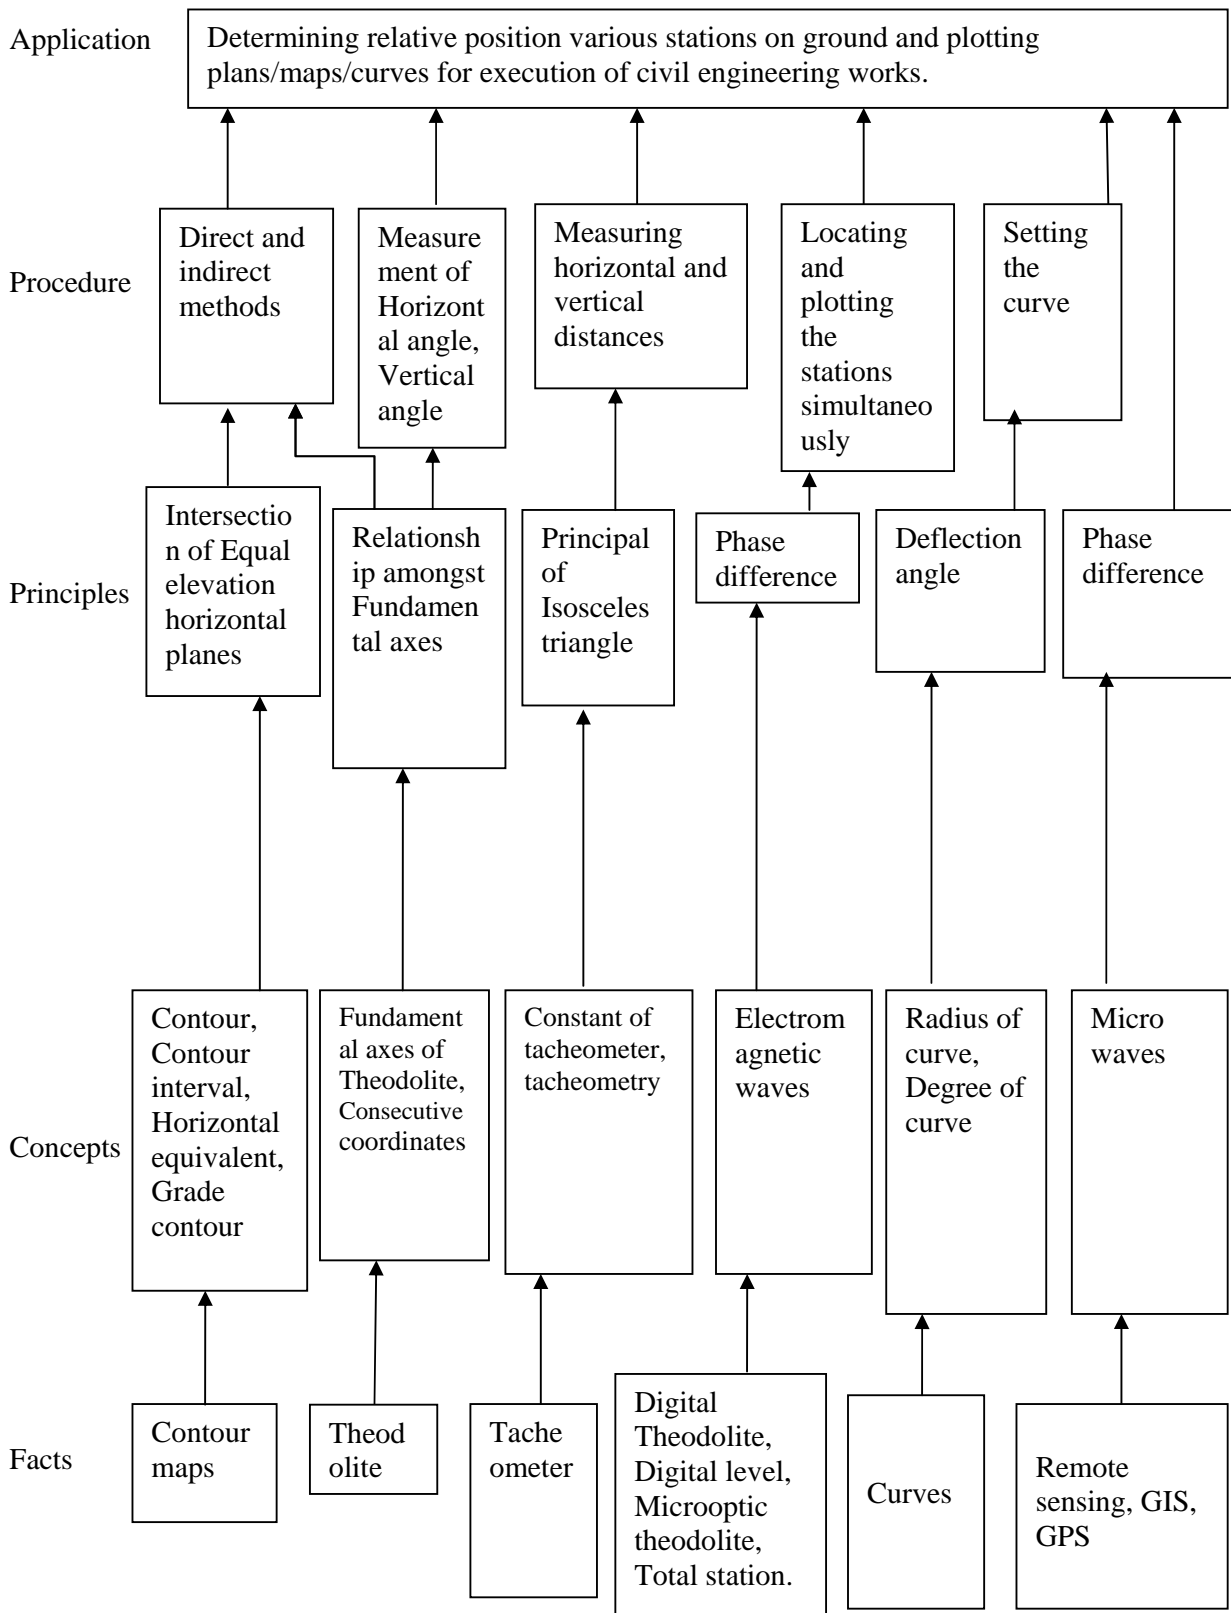 Application
Determining relative position various stations on ground and plotting
plans/maps/curves for execution of civil engineering works.
Procedure
Direct and
indirect
methods
Measure
ment of
Horizont
al angle,
Vertical
angle
Measuring
horizontal and
vertical
distances
Locating
and
plotting
the
stations
simultaneo
usly
Setting
the
curve
Principles
Intersectio
n of Equal
elevation
horizontal
planes
Relationsh
ip amongst
Fundamen
tal axes
Principal
of
Isosceles
triangle
Phase
difference
Deflection
angle
Phase
difference
Concepts
Contour,
Contour
interval,
Horizontal
equivalent,
Grade
contour
Fundament
al axes of
Theodolite,
Consecutive
coordinates
Constant of
tacheometer,
tacheometry
Electrom
agnetic
waves
Radius of
curve,
Degree of
curve
Micro
waves
Facts
Contour
maps
Theod
olite
Tache
ometer
Digital
Theodolite,
Digital level,
Microoptic
theodolite,
Total station.
Curves
Remote
sensing, GIS,
GPS